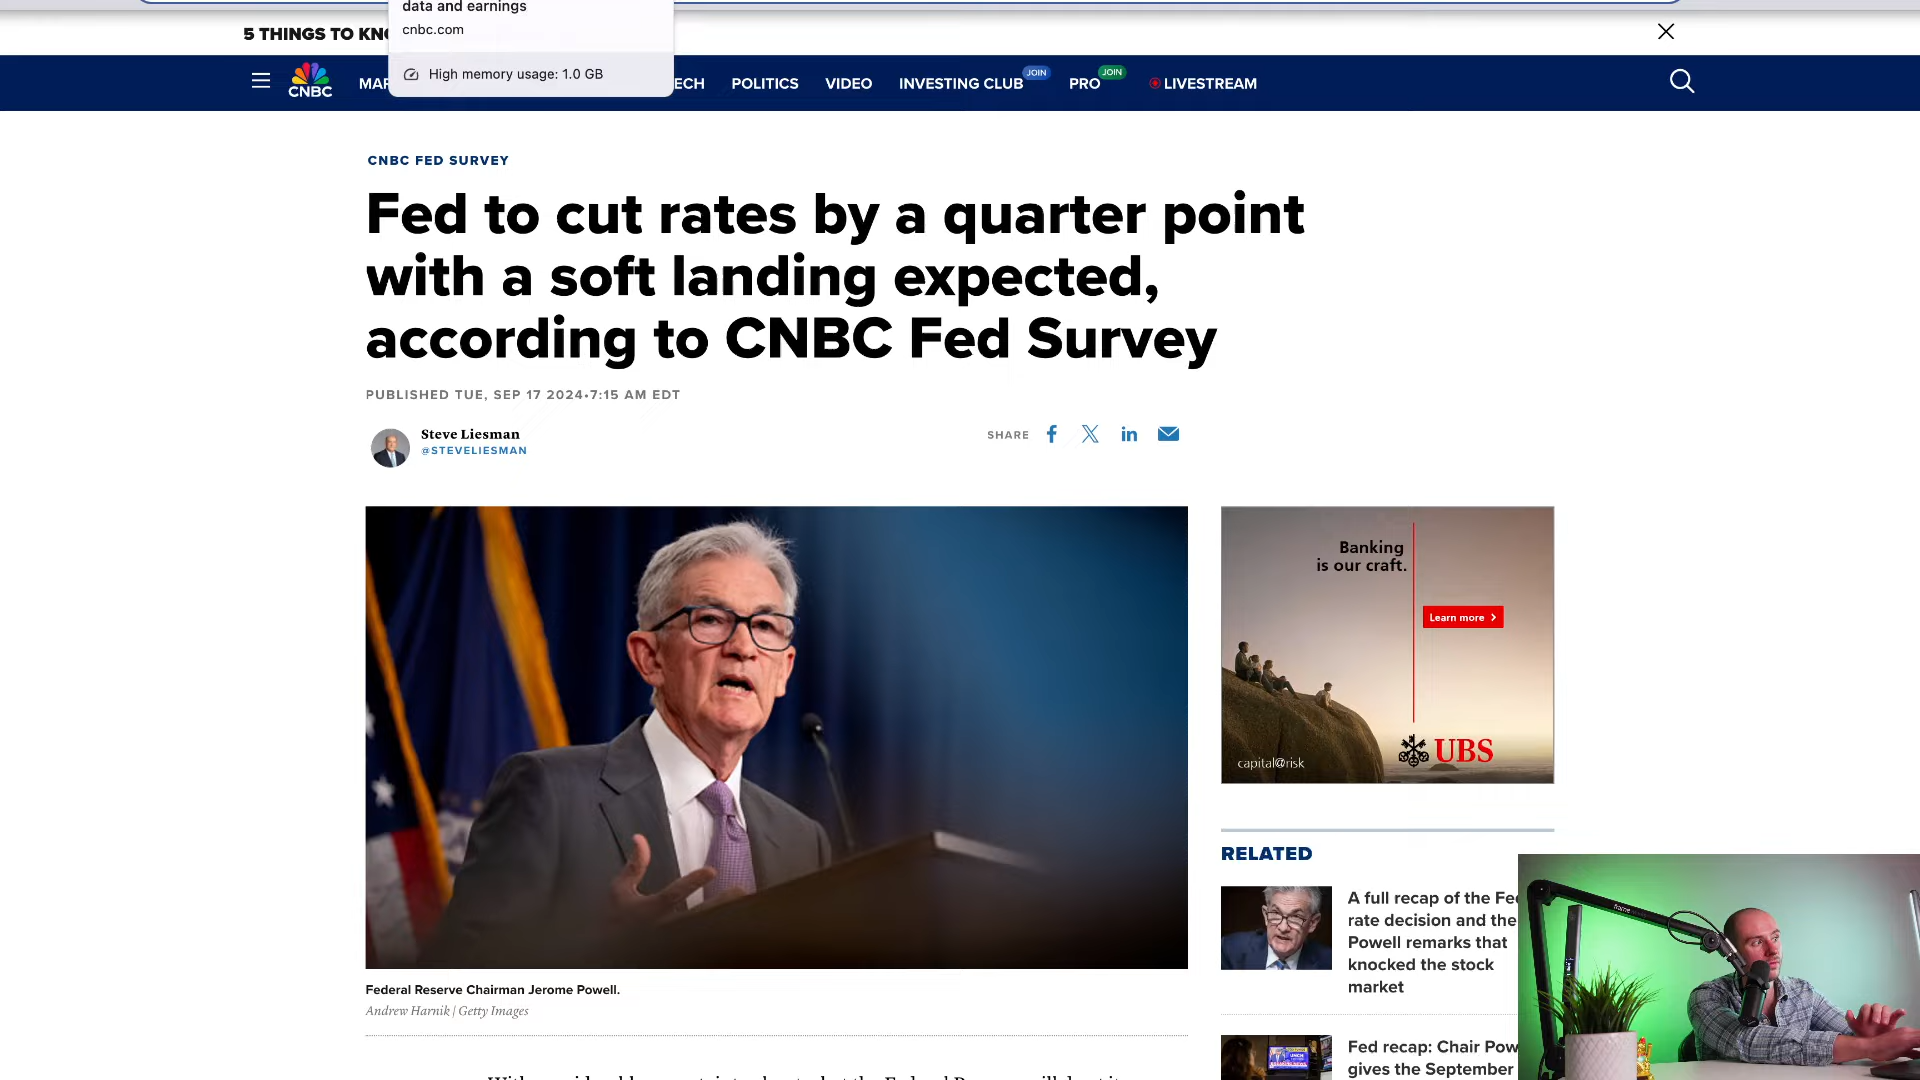 data and earnings
cnbc.com
High memory usage: 1.0 GB
5 THINGS TO
CNBC
POLITICS
VIDEO
INVESTING CLUB
JOIN
PRO
JOIN
LIVESTREAM
CNBC FED SURVEY
Fed to cut rates by a quarter point
with a soft landing expected,
according to CNBC Fed Survey
PUBLISHED TUE, SEP 17 2024•7:15 AM EDT
Steve Liesman
@STEVELIESMAN
SHARE
Banking
is our craft.
Learn more
capital@risk
UBS
Federal Reserve Chairman Jerome Powell.
Andrew Harnik | Getty Images
RELATED
A full recap of the
rate decision and the
Powell remarks that
knocked the stock
market
Fed recap: Chair
gives the September